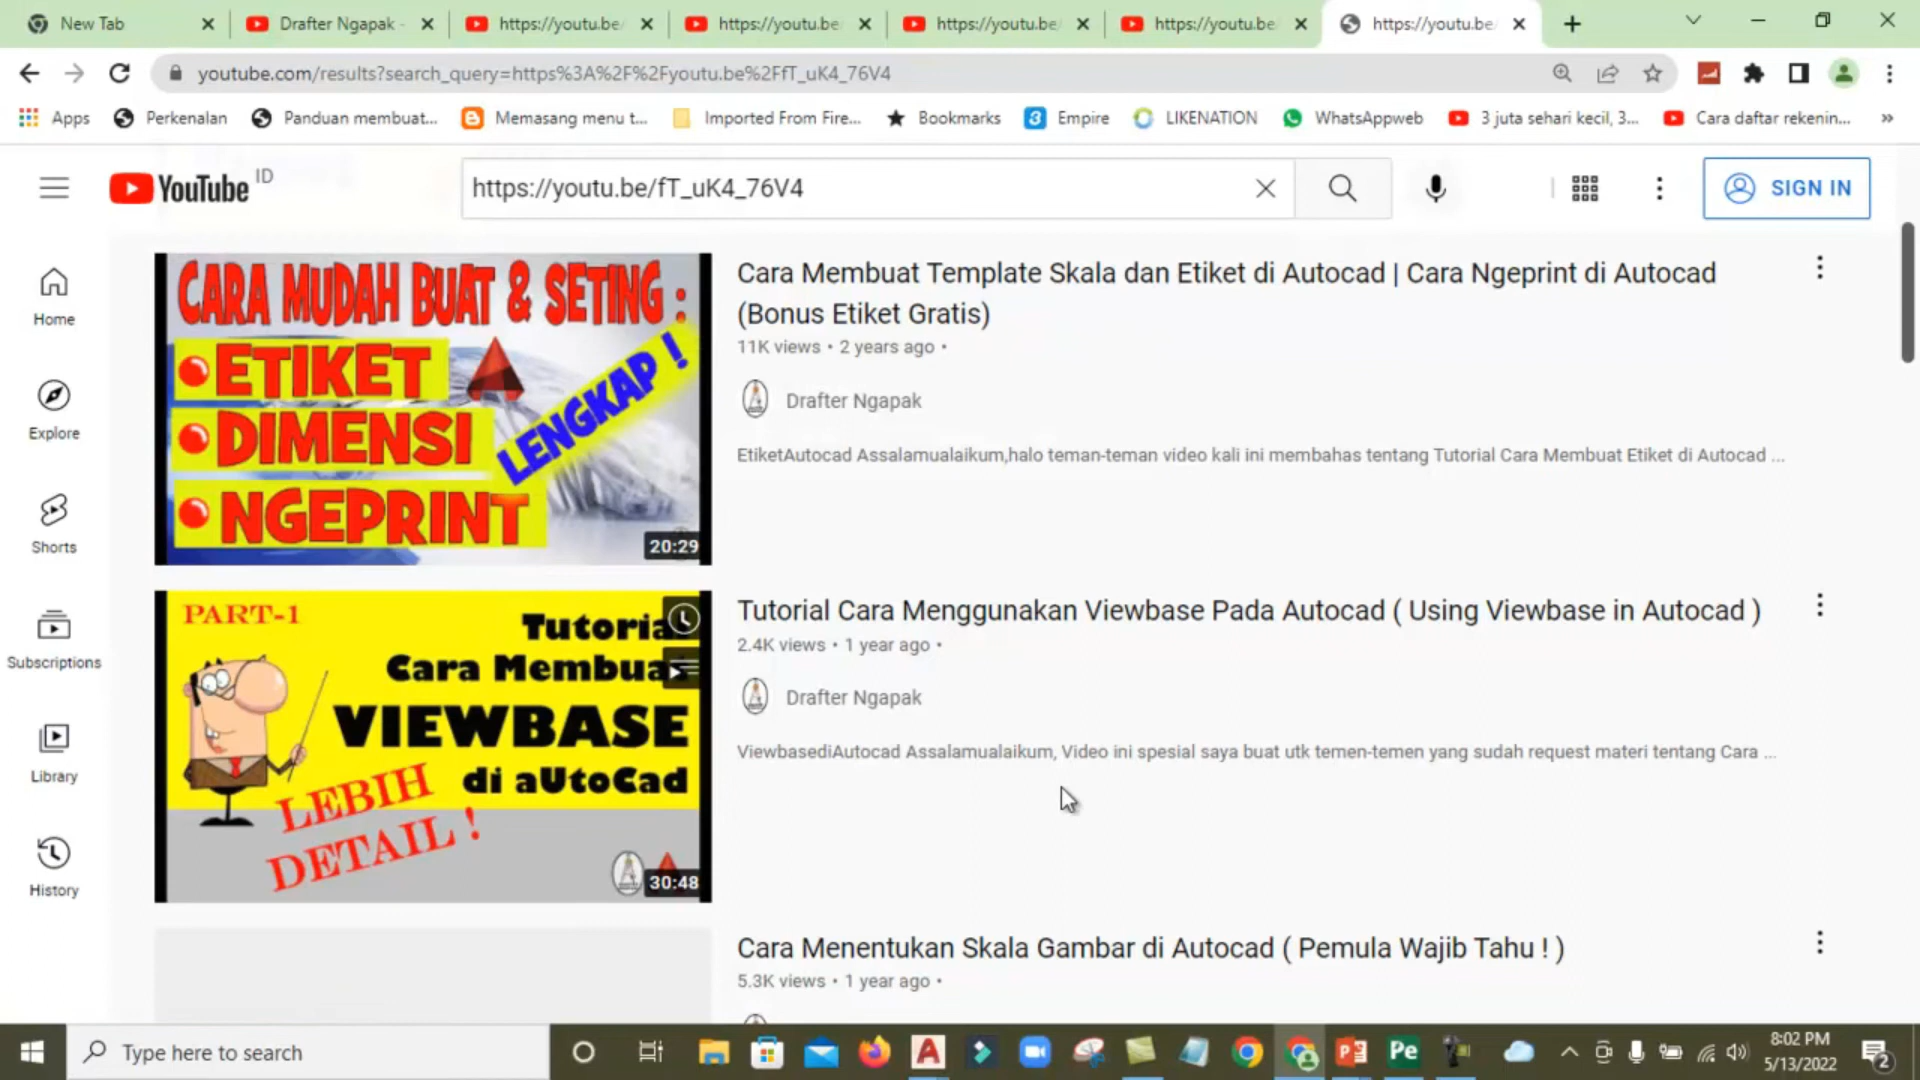 New Tab
Drafter Ngapak -
https://youtu.be/
https://youtu.be/
https://youtu.be/
https://youtu.be/
https://youtu.be/
youtube.com/results?search_query=https%3A%2F%2Fyoutu.be%2FfT_uK4_76V4
Apps
Perkenalan
Panduan membuat...
Memasang menu t...
Imported From Fire...
Bookmarks
Empire
LIKENATION
WhatsAppweb
3 juta sehari kecil, 3...
Cara daftar rekenin...
»
YouTube ID
https://youtu.be/fT_uK4_76V4
SIGN IN
Home
Explore
Shorts
Subscriptions
Library
History
CARA MUDAH BUAT & SETING :
ETIKET
DIMENSI
NGEPRINT
LENGKAP !
20:29
Cara Membuat Template Skala dan Etiket di Autocad | Cara Ngeprint di Autocad
(Bonus Etiket Gratis)
11K views • 2 years ago •
Drafter Ngapak
EtiketAutocad Assalamualaikum,halo teman-teman video kali ini membahas tentang Tutorial Cara Membuat Etiket di Autocad ...
PART-1
Tutorial
Cara Membuat
VIEWBASE
di aUtoCad
LEBIH
DETAIL !
30:48
Tutorial Cara Menggunakan Viewbase Pada Autocad ( Using Viewbase in Autocad )
2.4K views • 1 year ago •
Drafter Ngapak
ViewbasediAutocad Assalamualaikum, Video ini spesial saya buat utk temen-temen yang sudah request materi tentang Cara ...
Cara Menentukan Skala Gambar di Autocad ( Pemula Wajib Tahu ! )
5.3K views • 1 year ago •
Type here to search
8:02 PM
5/13/2022
2